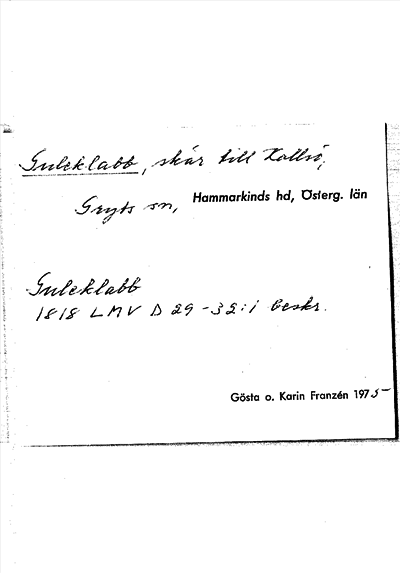 Guleklabb, skär till Kallsö,
Gryts sn, Hammarkinds hd, Österg. län
Guleklabb
1818 LMV D 29-32:1 beskr.
Gösta o. Karin Franzén 1975